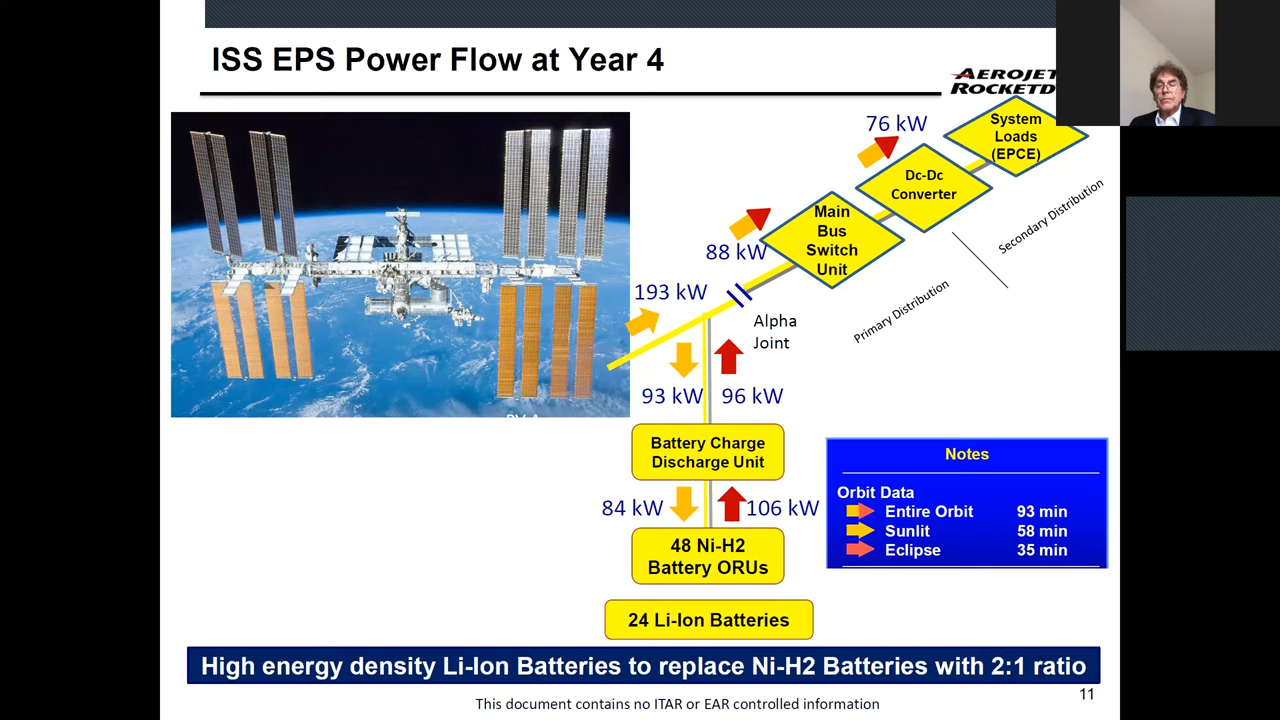 ISS EPS Power Flow at Year 4
AEROJET
ROCKETD
76 kW
System
Loads
(EPCE)
Dc-Dc
Converter
Secondary Distribution
Main
Bus
Switch
Unit
88 kW
Primary Distribution
193 kW
Alpha
Joint
93 kW
96 kW
Battery Charge
Discharge Unit
84 kW
106 kW
48 Ni-H2
Battery ORUs
24 Li-Ion Batteries
Notes
Orbit Data
Entire Orbit 93 min
Sunlit 58 min
Eclipse 35 min
High energy density Li-Ion Batteries to replace Ni-H2 Batteries with 2:1 ratio
This document contains no ITAR or EAR controlled information
11